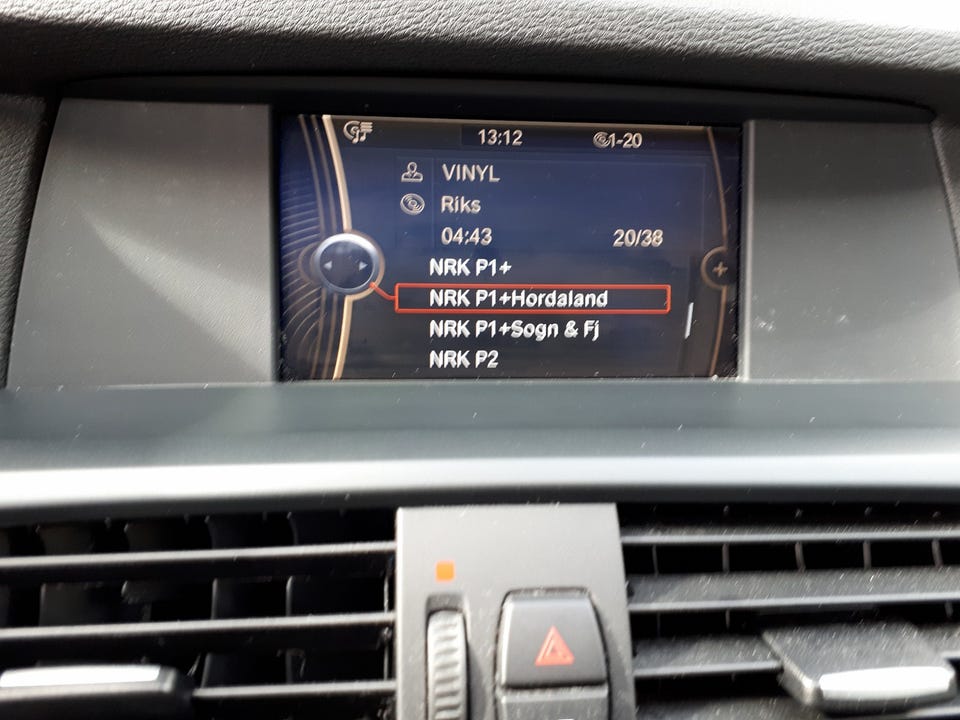 13:12 1-20
VINYL
Riks
04:43 20/38
NRK P1+
NRK P1+Hordaland
NRK P1+Sogn & Fj
NRK P2